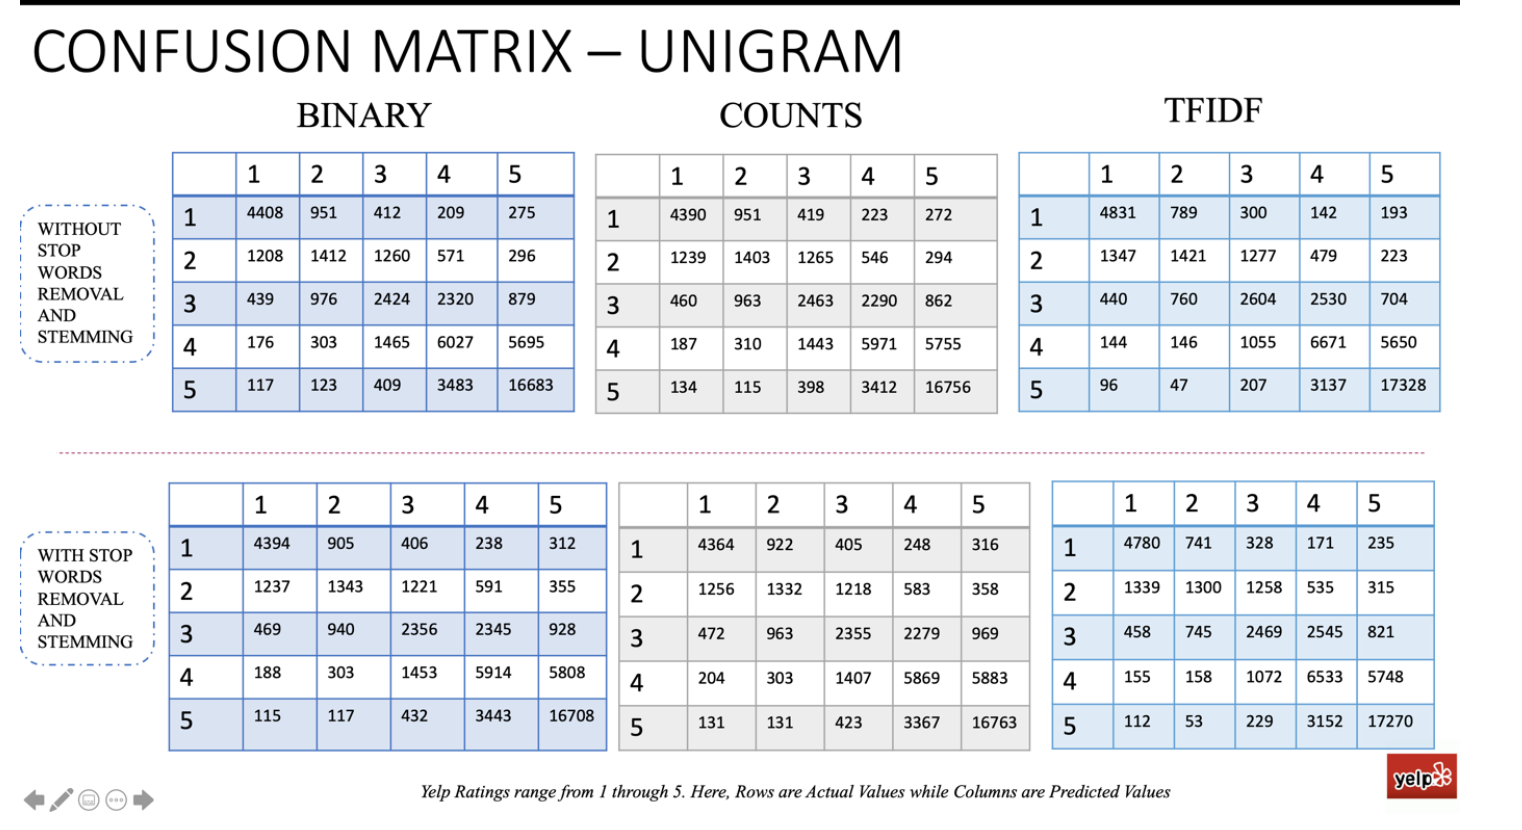 CONFUSION MATRIX – UNIGRAM
BINARY
COUNTS
TFIDF
WITHOUT
STOP
WORDS
REMOVAL
AND
STEMMING
1 2 3 4 5
1 4408 951 412 209 275
2 1208 1412 1260 571 296
3 439 976 2424 2320 879
4 176 303 1465 6027 5695
5 117 123 409 3483 16683
1 2 3 4 5
1 4390 951 419 223 272
2 1239 1403 1265 546 294
3 460 963 2463 2290 862
4 187 310 1443 5971 5755
5 134 115 398 3412 16756
1 2 3 4 5
1 4831 789 300 142 193
2 1347 1421 1277 479 223
3 440 760 2604 2530 704
4 144 146 1055 6671 5650
5 96 47 207 3137 17328
WITH STOP
WORDS
REMOVAL
AND
STEMMING
1 2 3 4 5
1 4394 905 406 238 312
2 1237 1343 1221 591 355
3 469 940 2356 2345 928
4 188 303 1453 5914 5808
5 115 117 432 3443 16708
1 2 3 4 5
1 4364 922 405 248 316
2 1256 1332 1218 583 358
3 472 963 2355 2279 969
4 204 303 1407 5869 5883
5 131 131 423 3367 16763
1 2 3 4 5
1 4780 741 328 171 235
2 1339 1300 1258 535 315
3 458 745 2469 2545 821
4 155 158 1072 6533 5748
5 112 53 229 3152 17270
Yelp Ratings range from 1 through 5. Here, Rows are Actual Values while Columns are Predicted Values
yelp